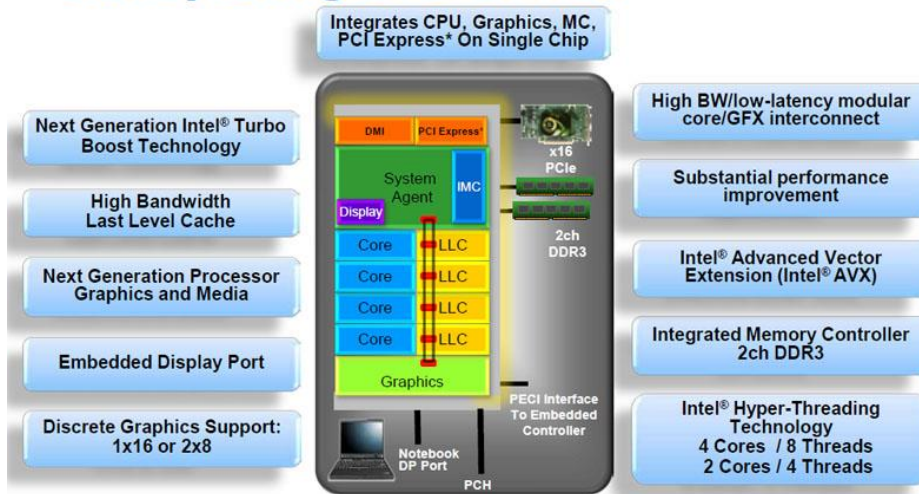 Integrates CPU, Graphics, MC,
PCI Express* On Single Chip
Next Generation Intel® Turbo
Boost Technology
High Bandwidth
Last Level Cache
Next Generation Processor
Graphics and Media
Embedded Display Port
Discrete Graphics Support:
1x16 or 2x8
DMI
PCI Express*
System
Agent
IMC
Display
Core
LLC
Core
LLC
Core
LLC
Core
LLC
Graphics
x16
PCIe
2ch
DDR3
PECI Interface
To Embedded
Controller
Notebook
DP Port
PCH
High BW/low-latency modular
core/GFX interconnect
Substantial performance
improvement
Intel® Advanced Vector
Extension (Intel® AVX)
Integrated Memory Controller
2ch DDR3
Intel® Hyper-Threading
Technology
4 Cores / 8 Threads
2 Cores / 4 Threads